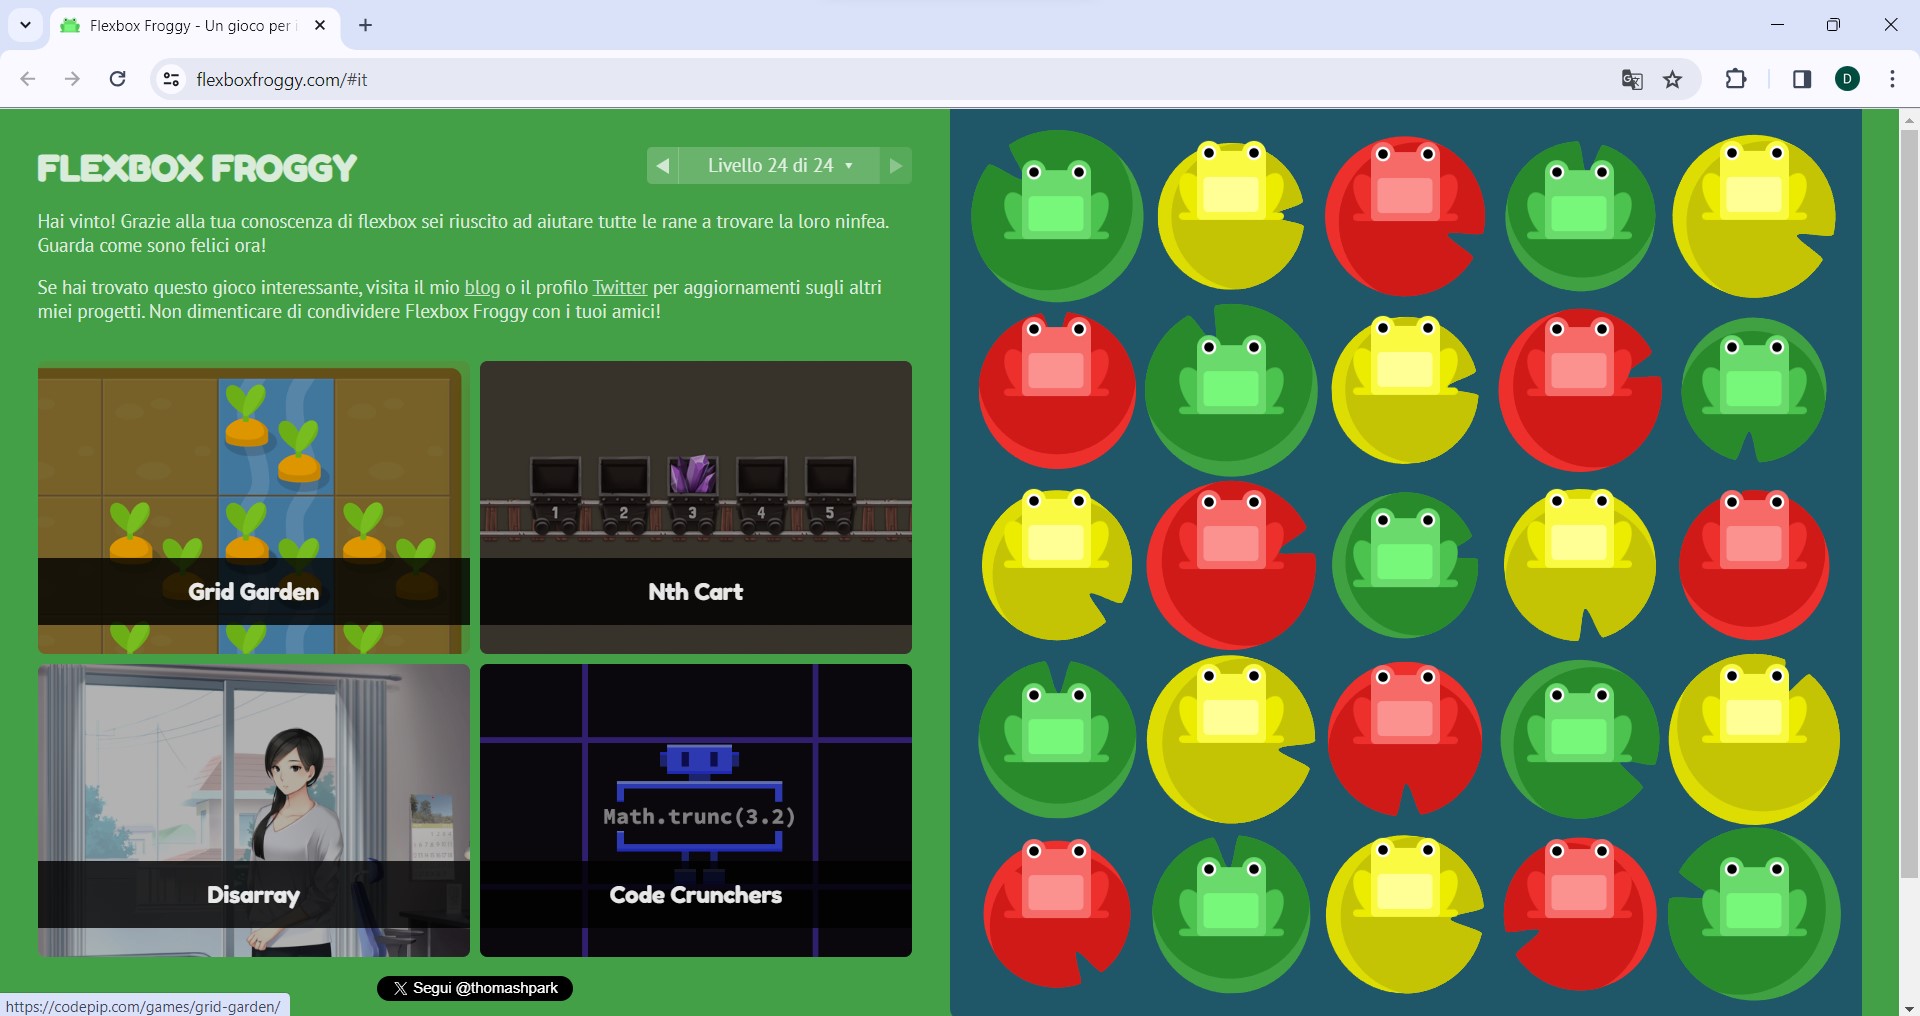 Flexbox Froggy - Un gioco per
flexboxfroggy.com/#it
D
FLEXBOX FROGGY
Livello 24 di 24
Hai vinto! Grazie alla tua conoscenza di flexbox sei riuscito ad aiutare tutte le rane a trovare la loro ninfea.
Guarda come sono felici ora!
Se hai trovato questo gioco interessante, visita il mio blog o il profilo Twitter per aggiornamenti sugli altri
miei progetti. Non dimenticare di condividere Flexbox Froggy con i tuoi amici!
Grid Garden
1 2 3 4 5
Nth Cart
Disarray
Math.trunc(3.2)
Code Crunchers
X Segui @thomashpark
https://codepip.com/games/grid-garden/